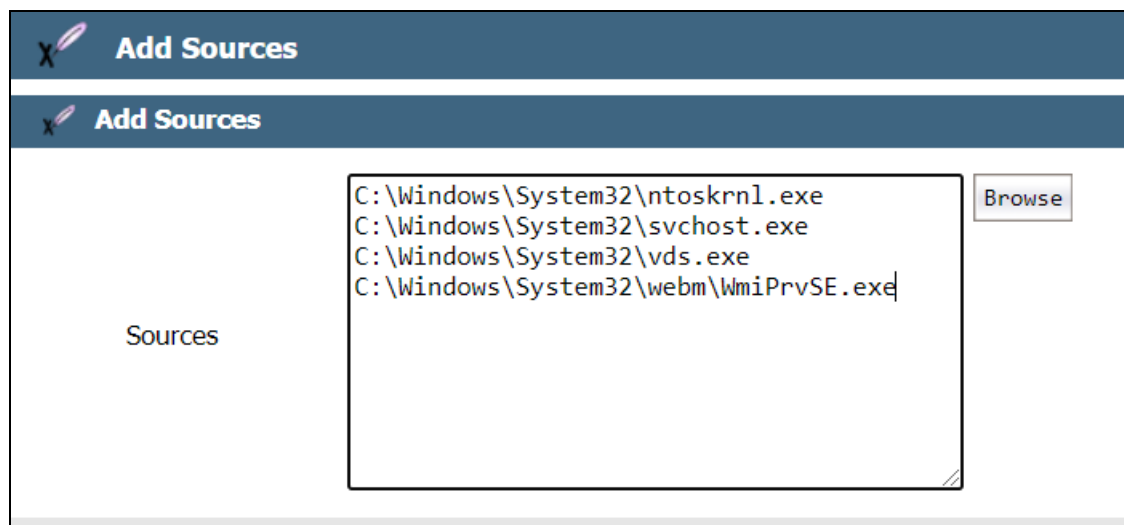 Add Sources
Add Sources
C:\Windows\System32\ntoskrnl.exe
Browse
C:\Windows\System32\svchost.exe
C:\Windows\System32\vds.exe
C:\Windows\System32\webm\WmiPrvSE.exe
Sources